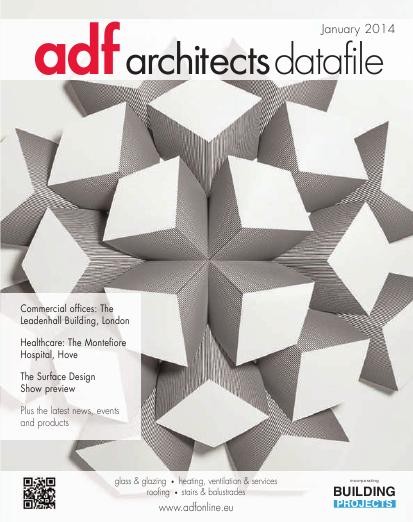 January 2014
adf architects datafile
Commercial offices: The
Leadenhall Building, London
Healthcare: The Montefiore
Hospital, Hove
The Surface Design
Show preview
Plus the latest news, events
and products
glass & glazing • heating, ventilation & services
roofing • stairs & balustrades
www.adfonline.eu
incorporating
BUILDING
PROJECTS